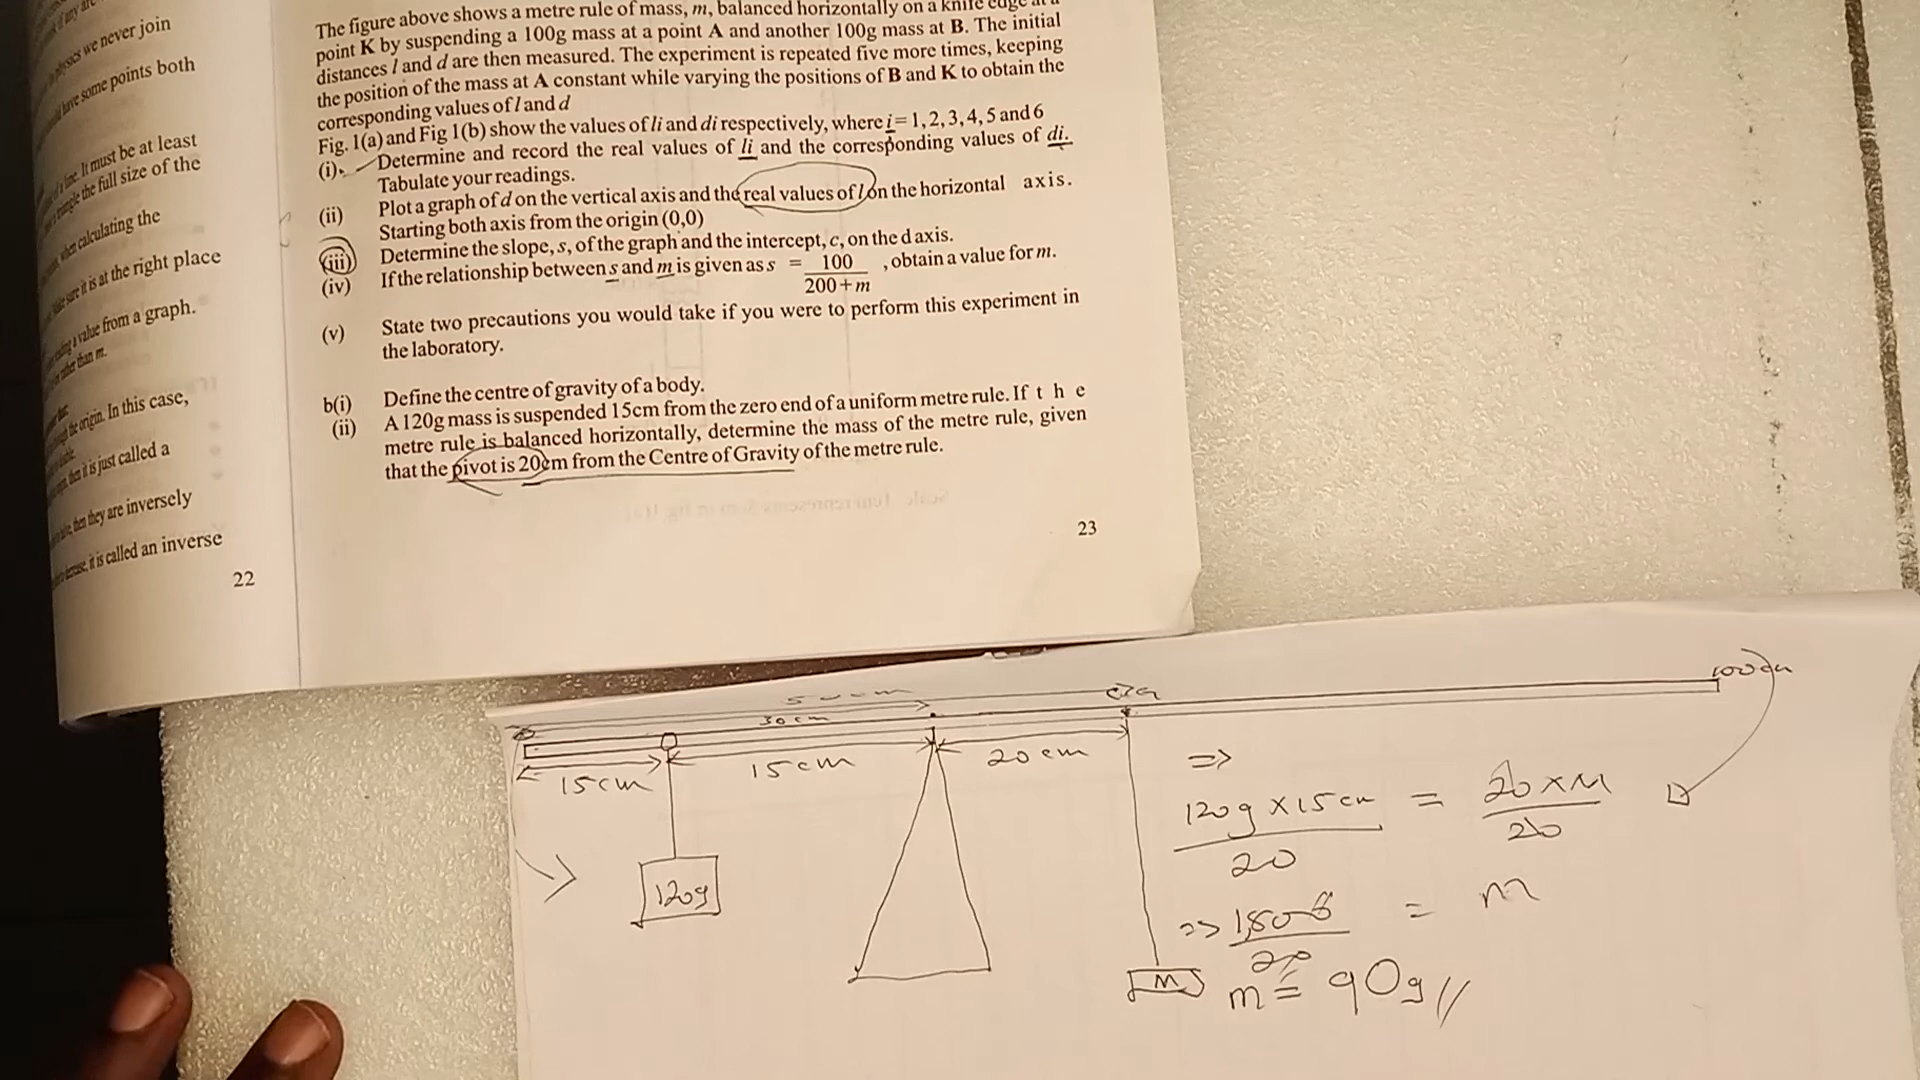 we never join
have some points both
It must be at least
the full size of the
when calculating the
sure it is at the right place
a value from a graph.
rather than m.
the origin. In this case,
then it is just called a
then they are inversely
it is called an inverse
22
The figure above shows a metre rule of mass, m, balanced horizontally on a knife edge at a
point K by suspending a 100g mass at a point A and another 100g mass at B. The initial
distances l and d are then measured. The experiment is repeated five more times, keeping
the position of the mass at A constant while varying the positions of B and K to obtain the
corresponding values of l and d
Fig. 1(a) and Fig 1(b) show the values of li and di respectively, where i = 1, 2, 3, 4, 5 and 6
(i) Determine and record the real values of li and the corresponding values of di.
Tabulate your readings.
(ii) Plot a graph of d on the vertical axis and the real values of l on the horizontal axis.
Starting both axis from the origin (0,0)
(iii) Determine the slope, s, of the graph and the intercept, c, on the d axis.
(iv) If the relationship between s and m is given as s = 100 , obtain a value for m.
200 + m
(v) State two precautions you would take if you were to perform this experiment in
the laboratory.
b(i) Define the centre of gravity of a body.
(ii) A 120g mass is suspended 15cm from the zero end of a uniform metre rule. If t h e
metre rule is balanced horizontally, determine the mass of the metre rule, given
that the pivot is 20cm from the Centre of Gravity of the metre rule.
23
50cm
30cm
100cm
15cm
15cm
20cm
120g
M
=>
120g x 15cm = 20 x M
20 20
=> 1,800 = m
20
m = 90g //